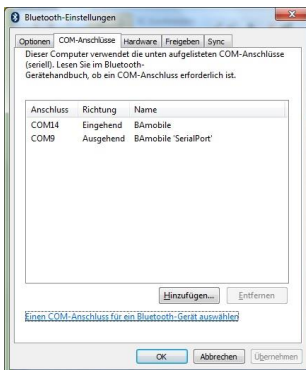 Bluetooth-Einstellungen
Optionen COM-Anschlüsse Hardware Freigeben Sync
Dieser Computer verwendet die unten aufgelisteten COM-Anschlüsse
(seriell). Lesen Sie im Bluetooth-
Gerätehandbuch, ob ein COM-Anschluss erforderlich ist.
Anschluss Richtung Name
COM14 Eingehend BAmobile
COM9 Ausgehend BAmobile 'SerialPort'
Hinzufügen... Entfernen
Einen COM-Anschluss für ein Bluetooth-Gerät auswählen
OK Abbrechen Übernehmen